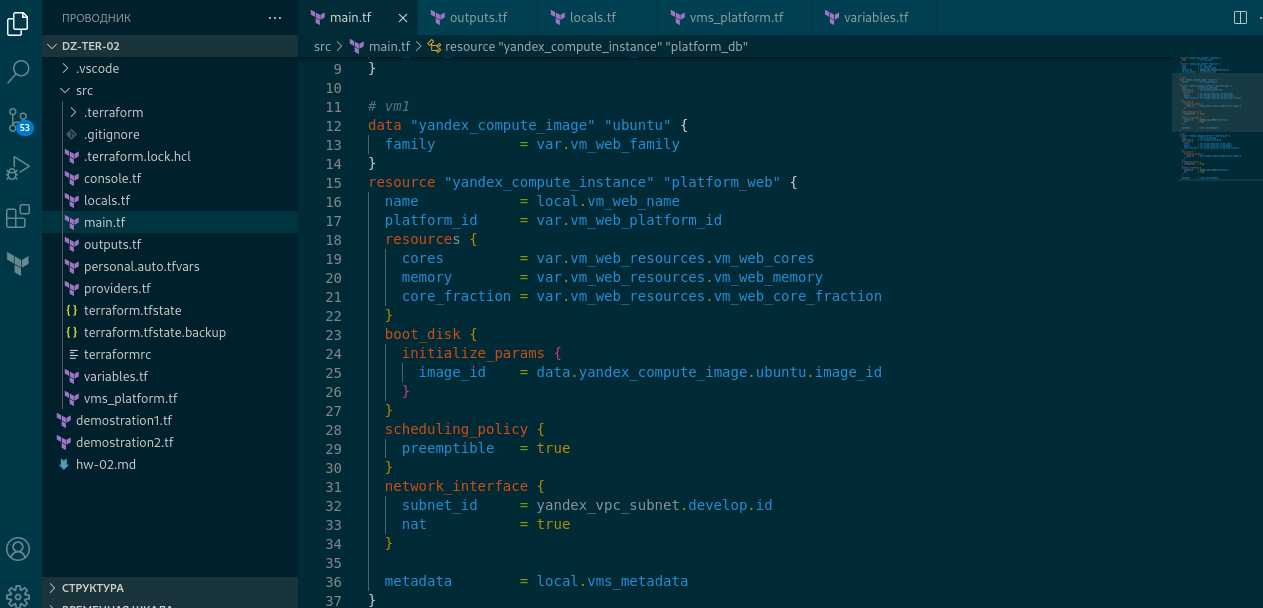 ПРОВОДНИК
DZ-TER-02
.vscode
src
.terraform
.gitignore
.terraform.lock.hcl
console.tf
locals.tf
main.tf
outputs.tf
personal.auto.tfvars
providers.tf
terraform.tfstate
terraform.tfstate.backup
terraformrc
variables.tf
vms_platform.tf
demostration1.tf
demostration2.tf
hw-02.md
СТРУКТУРА
ВРЕМЕННАЯ ШКАЛА
53
main.tf
outputs.tf
locals.tf
vms_platform.tf
variables.tf
src > main.tf > resource "yandex_compute_instance" "platform_db"
9 }
10
11 # vm1
12 data "yandex_compute_image" "ubuntu" {
13 family = var.vm_web_family
14 }
15 resource "yandex_compute_instance" "platform_web" {
16 name = local.vm_web_name
17 platform_id = var.vm_web_platform_id
18 resources {
19 cores = var.vm_web_resources.vm_web_cores
20 memory = var.vm_web_resources.vm_web_memory
21 core_fraction = var.vm_web_resources.vm_web_core_fraction
22 }
23 boot_disk {
24 initialize_params {
25 image_id = data.yandex_compute_image.ubuntu.image_id
26 }
27 }
28 scheduling_policy {
29 preemptible = true
30 }
31 network_interface {
32 subnet_id = yandex_vpc_subnet.develop.id
33 nat = true
34 }
35
36 metadata = local.vms_metadata
37 }